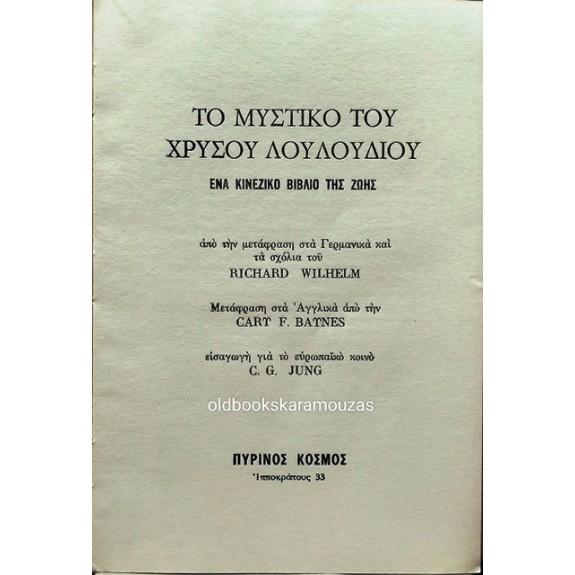 ΤΟ ΜΥΣΤΙΚΟ ΤΟΥ
ΧΡΥΣΟΥ ΛΟΥΛΟΥΔΙΟΥ
ΕΝΑ ΚΙΝΕΖΙΚΟ ΒΙΒΛΙΟ ΤΗΣ ΖΩΗΣ
ἀπὸ τὴν μετάφραση στὰ Γερμανικὰ καὶ
τὰ σχόλια τοῦ
RICHARD WILHELM
Μετάφραση στὰ Ἀγγλικὰ ἀπὸ τὴν
CARY F. BAYNES
εἰσαγωγὴ γιὰ τὸ εὐρωπαϊκὸ κοινὸ
C. G. JUNG
oldbookskaramouzas
ΠΥΡΙΝΟΣ ΚΟΣΜΟΣ
Ἱπποκράτους 33